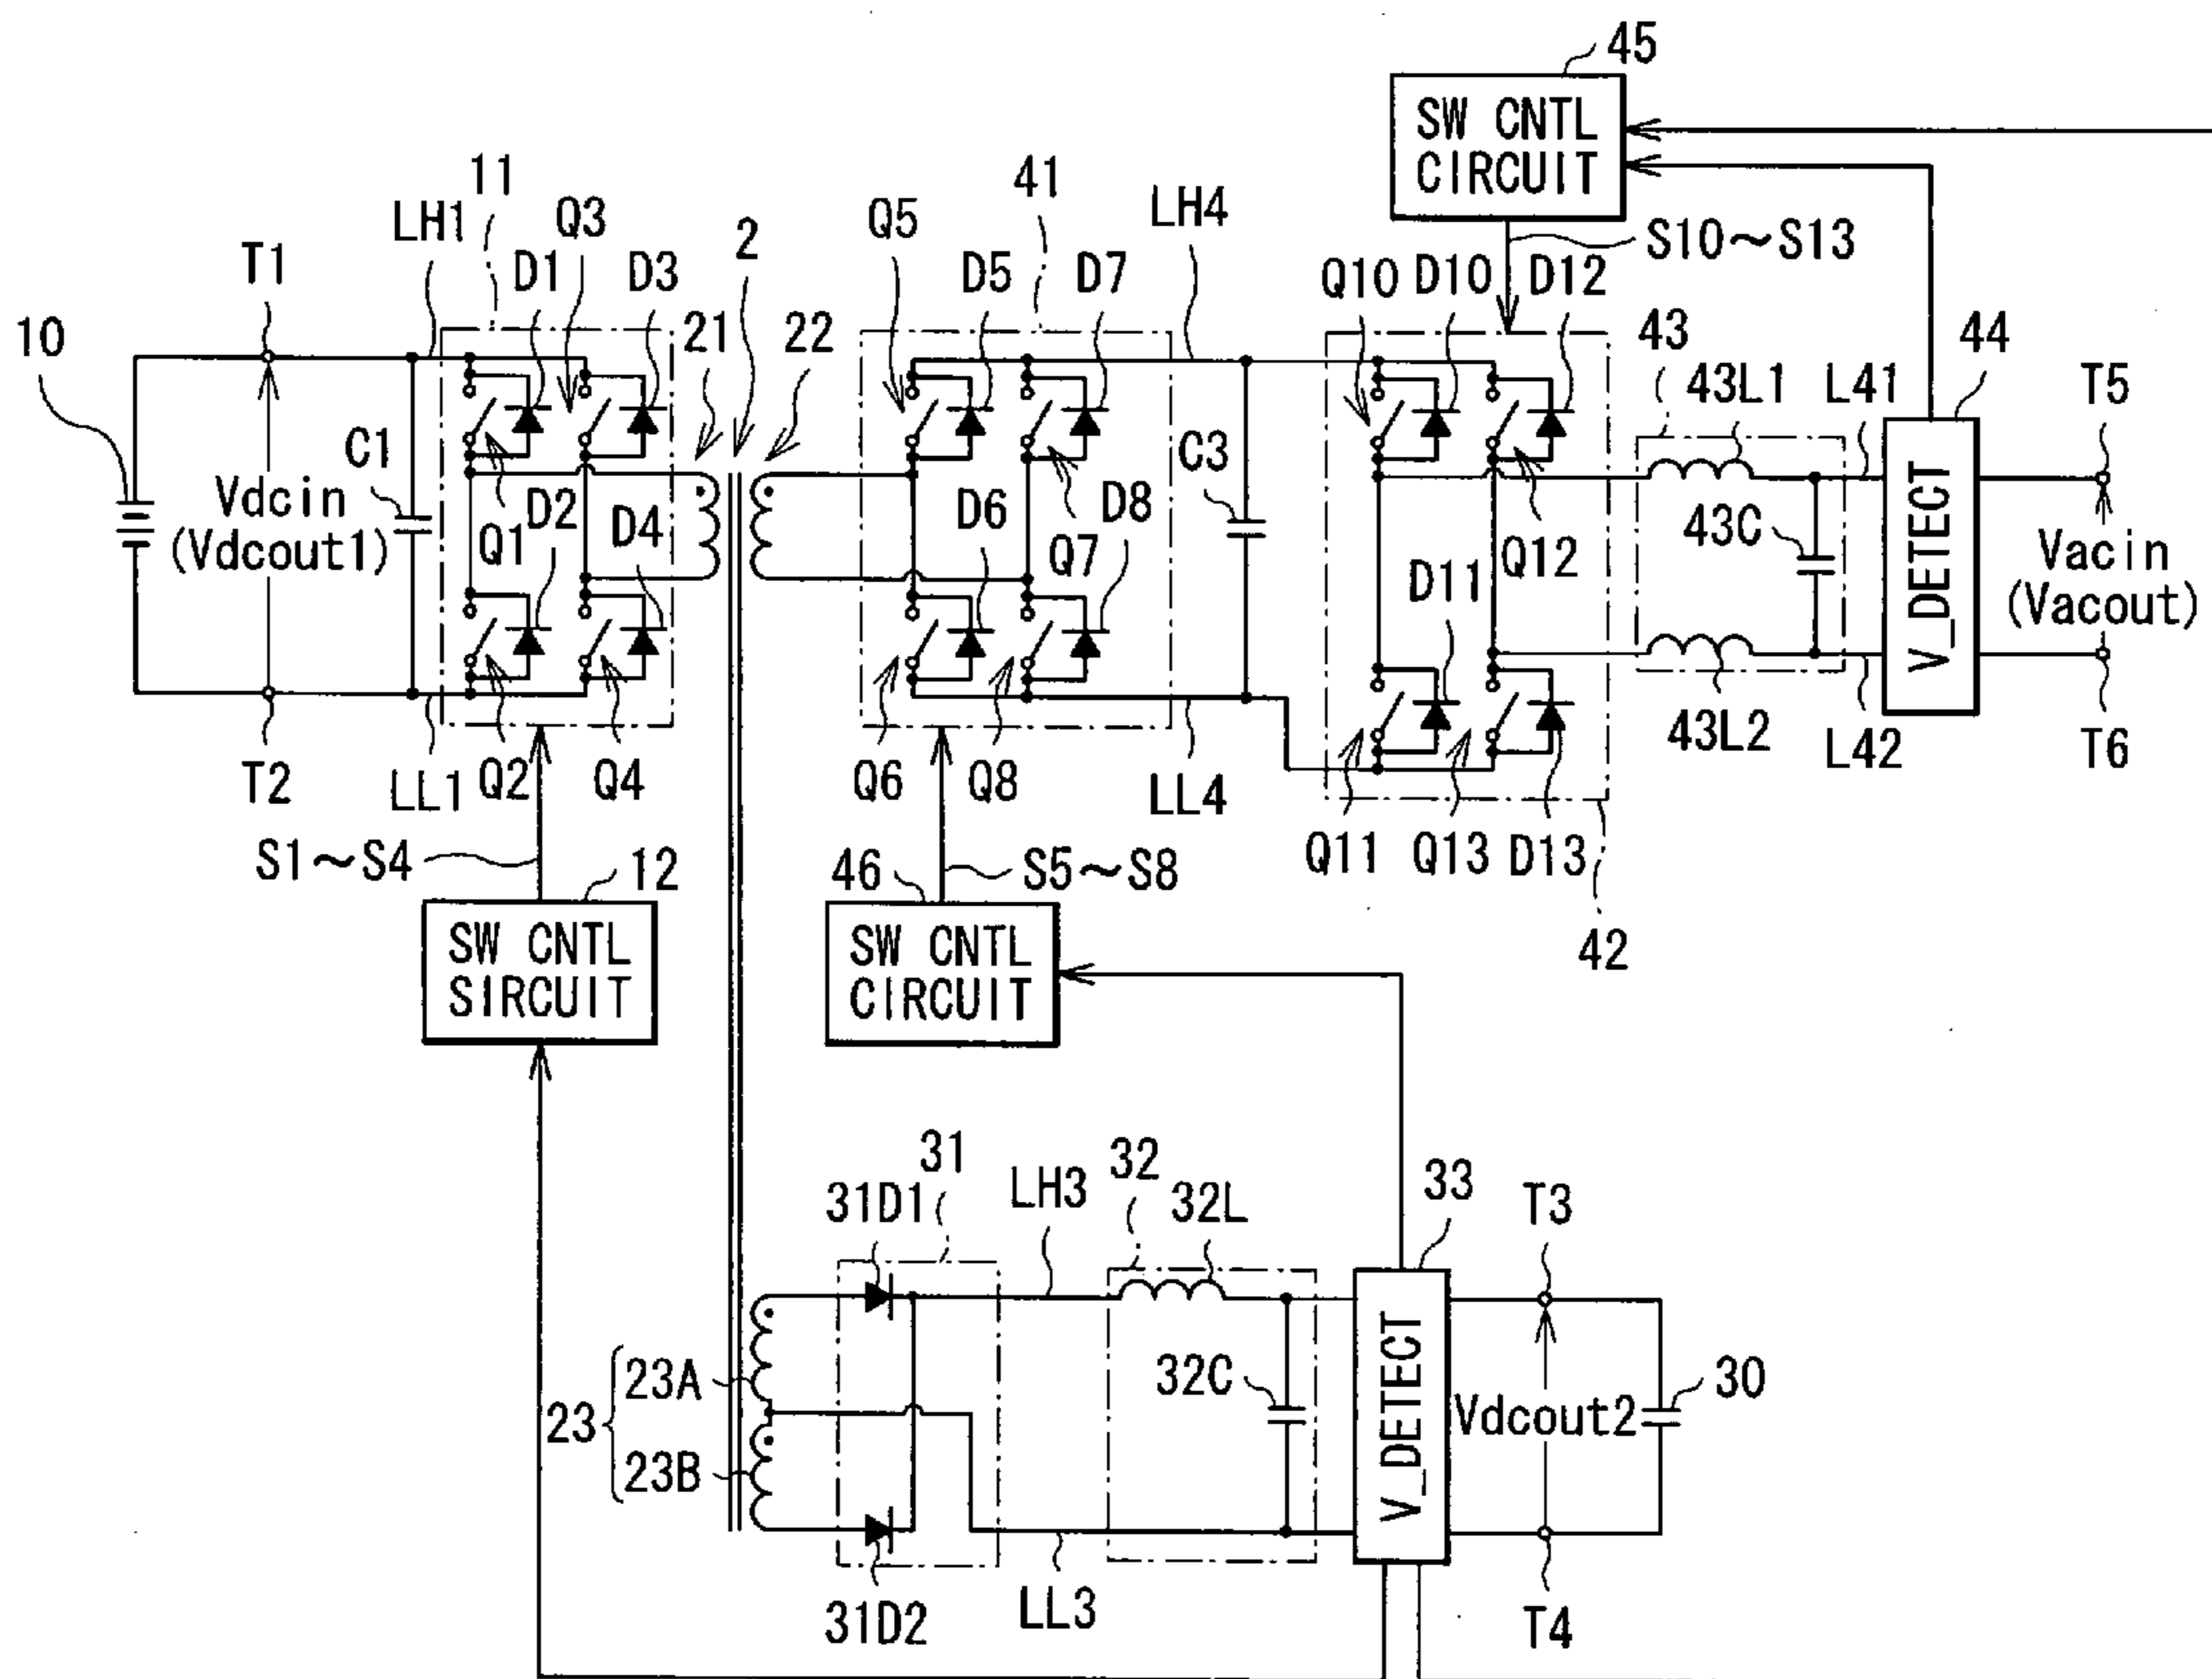 45
SW CNTL
CIRCUIT
S10～S13
11
Q3
LH1
D1
D3
2
T1
21
22
Q5
41
D5
D7
LH4
Q10
D10
D12
43
43L1
L41
44
T5
10
C1
Vdcin
(Vdcout1)
Q1
D2
D4
D6
Q7
D8
C3
D11
Q12
43C
V_DETECT
Vacin
(Vacout)
T2
LL1
Q2
Q4
Q6
Q8
LL4
Q11
Q13
D13
43L2
L42
T6
S1～S4
12
46
S5～S8
42
SW CNTL
SIRCUIT
SW CNTL
CIRCUIT
31D1
31
LH3
32
32L
33
T3
23
23A
23B
32C
V_DETECT
Vdcout2
30
31D2
LL3
T4